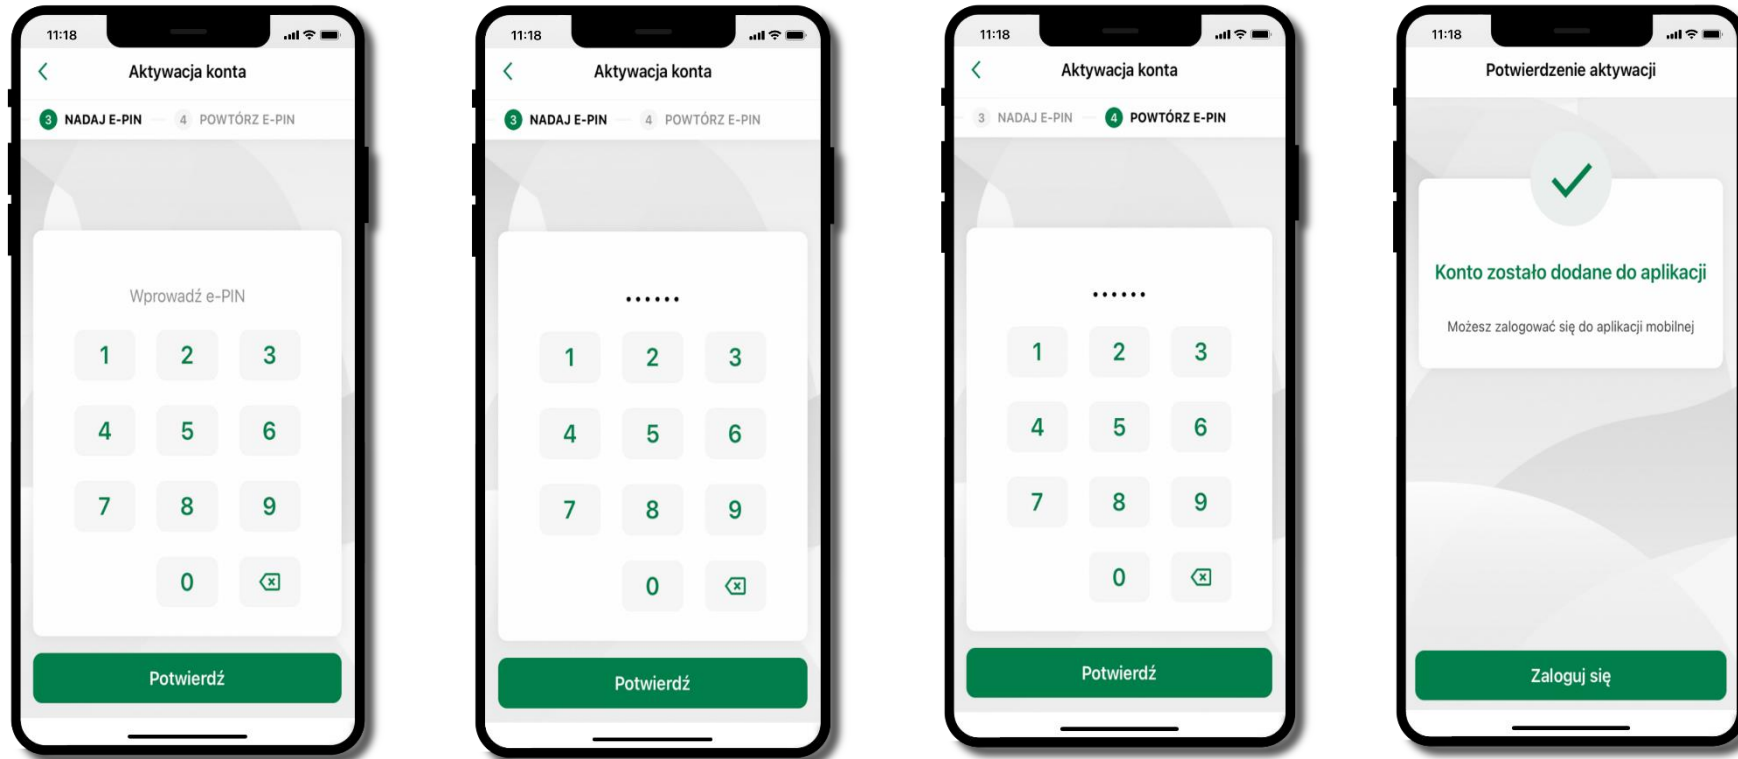 11:18
Aktywacja konta
3 NADAJ E-PIN 4 POWTÓRZ E-PIN
Wprowadź e-PIN
1 2 3
4 5 6
7 8 9
0
Potwierdź
11:18
Aktywacja konta
3 NADAJ E-PIN 4 POWTÓRZ E-PIN
••••••
1 2 3
4 5 6
7 8 9
0
Potwierdź
11:18
Aktywacja konta
3 NADAJ E-PIN 4 POWTÓRZ E-PIN
••••••
1 2 3
4 5 6
7 8 9
0
Potwierdź
11:18
Potwierdzenie aktywacji
Konto zostało dodane do aplikacji
Możesz zalogować się do aplikacji mobilnej
Zaloguj się